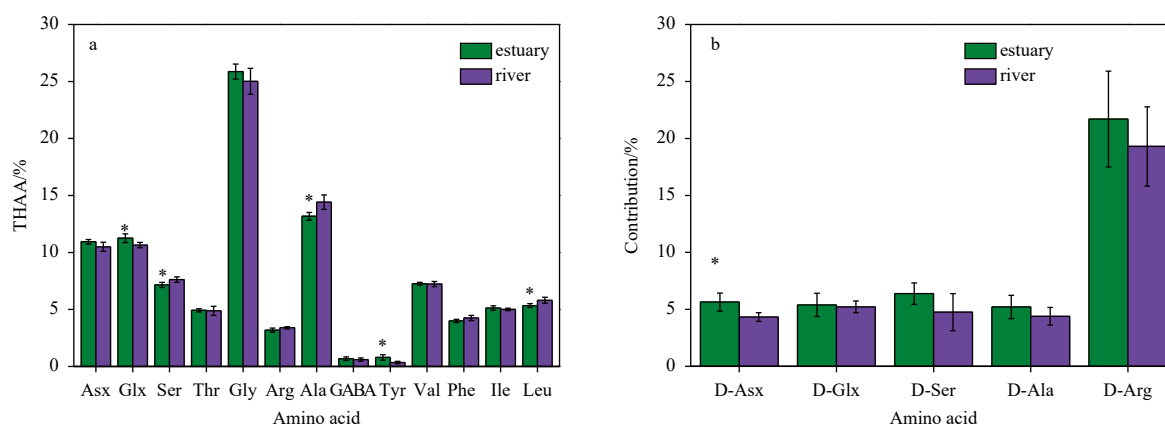 a
estuary
river
THAA/%
30
25
20
15
10
5
0
*
*
*
*
*
Asx Glx Ser Thr Gly Arg Ala GABA Tyr Val Phe Ile Leu
Amino acid
b
estuary
river
Contribution/%
30
25
20
15
10
5
0
*
D-Asx D-Glx D-Ser D-Ala D-Arg
Amino acid